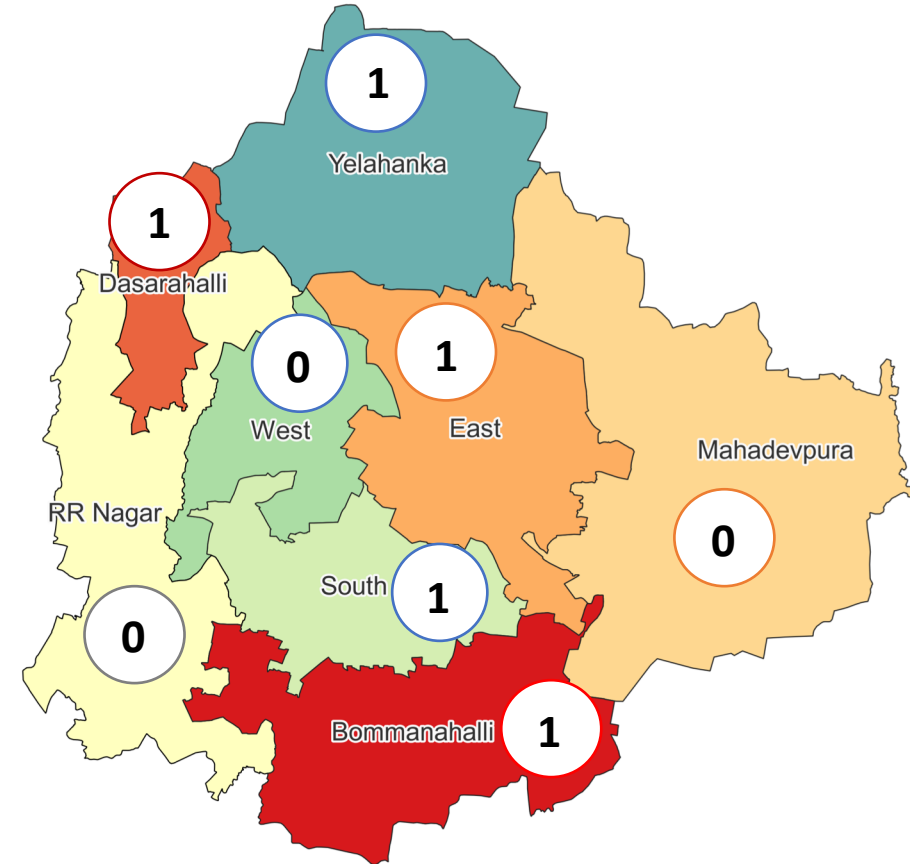 1
Yelahanka
1
Dasarahalli
0
1
West
East
Mahadevpura
RR Nagar
0
South
1
0
Bommanahalli
1